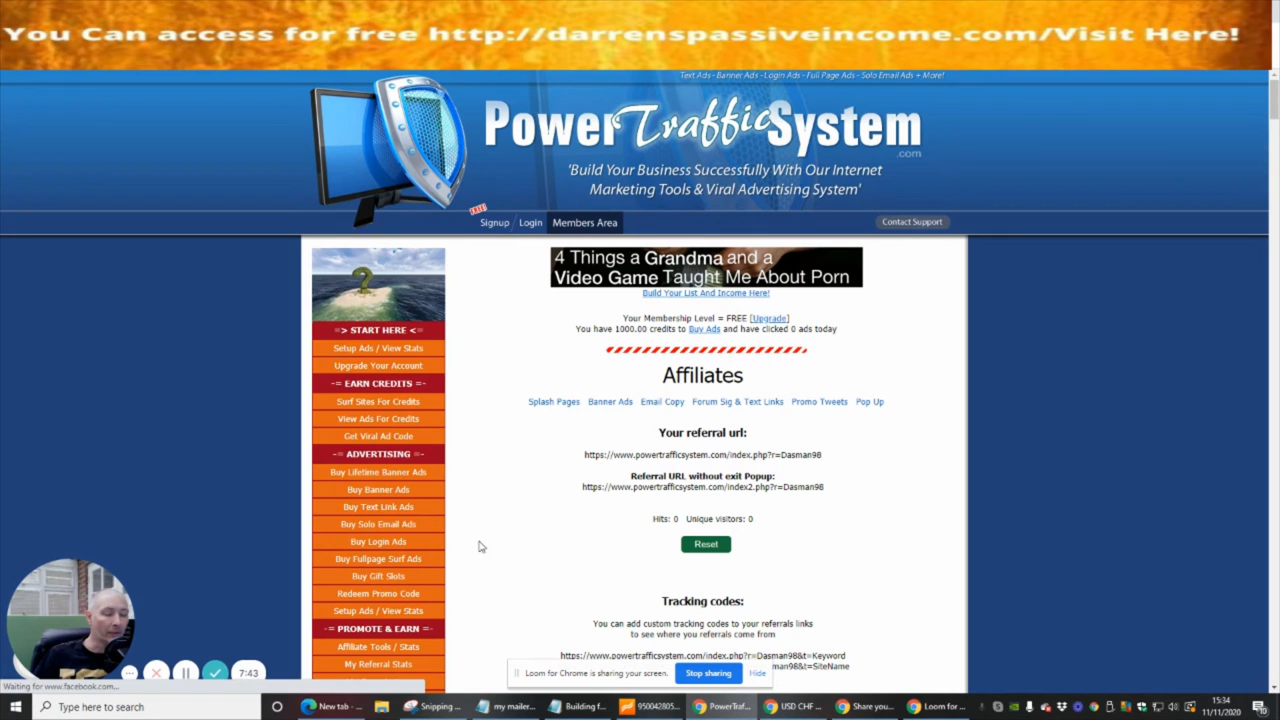 You Can access for free http://darrenspassiveincome.com/Visit Here!
Text Ads - Banner Ads - Login Ads - Full Page Ads - Solo Email Ads + More!
PowerTrafficSystem
.com
'Build Your Business Successfully With Our Internet
Marketing Tools & Viral Advertising System'
FREE!
Signup
Login
Members Area
Contact Support
4 Things a Grandma and a
Video Game Taught Me About Porn
Build Your List And Income Here!
Your Membership Level = FREE [Upgrade]
You have 1000.00 credits to Buy Ads and have clicked 0 ads today
=> START HERE <=
Setup Ads / View Stats
Upgrade Your Account
-= EARN CREDITS =-
Surf Sites For Credits
View Ads For Credits
Get Viral Ad Code
-= ADVERTISING =-
Buy Lifetime Banner Ads
Buy Banner Ads
Buy Text Link Ads
Buy Solo Email Ads
Buy Login Ads
Buy Fullpage Surf Ads
Buy Gift Slots
Redeem Promo Code
Setup Ads / View Stats
-= PROMOTE & EARN =-
Affiliate Tools / Stats
My Referral Stats
Affiliates
Splash Pages Banner Ads Email Copy Forum Sig & Text Links Promo Tweets Pop Up
Your referral url:
https://www.powertrafficsystem.com/index.php?r=Dasman98
Referral URL without exit Popup:
https://www.powertrafficsystem.com/index2.php?r=Dasman98
Hits: 0 Unique visitors: 0
Reset
Tracking codes:
You can add custom tracking codes to your referrals links
to see where you referrals come from
https://www.powertrafficsystem.com/index.php?r=Dasman98&t=Keyword
man98&t=SiteName
Loom for Chrome is sharing your screen.
Stop sharing
Hide
7:43
Waiting for www.facebook.com...
Type here to search
New tab -
Snipping ...
my mailer...
Building f...
950042805...
PowerTraf...
USD CHF ...
Share you...
Loom for ...
15:34
11/11/2020